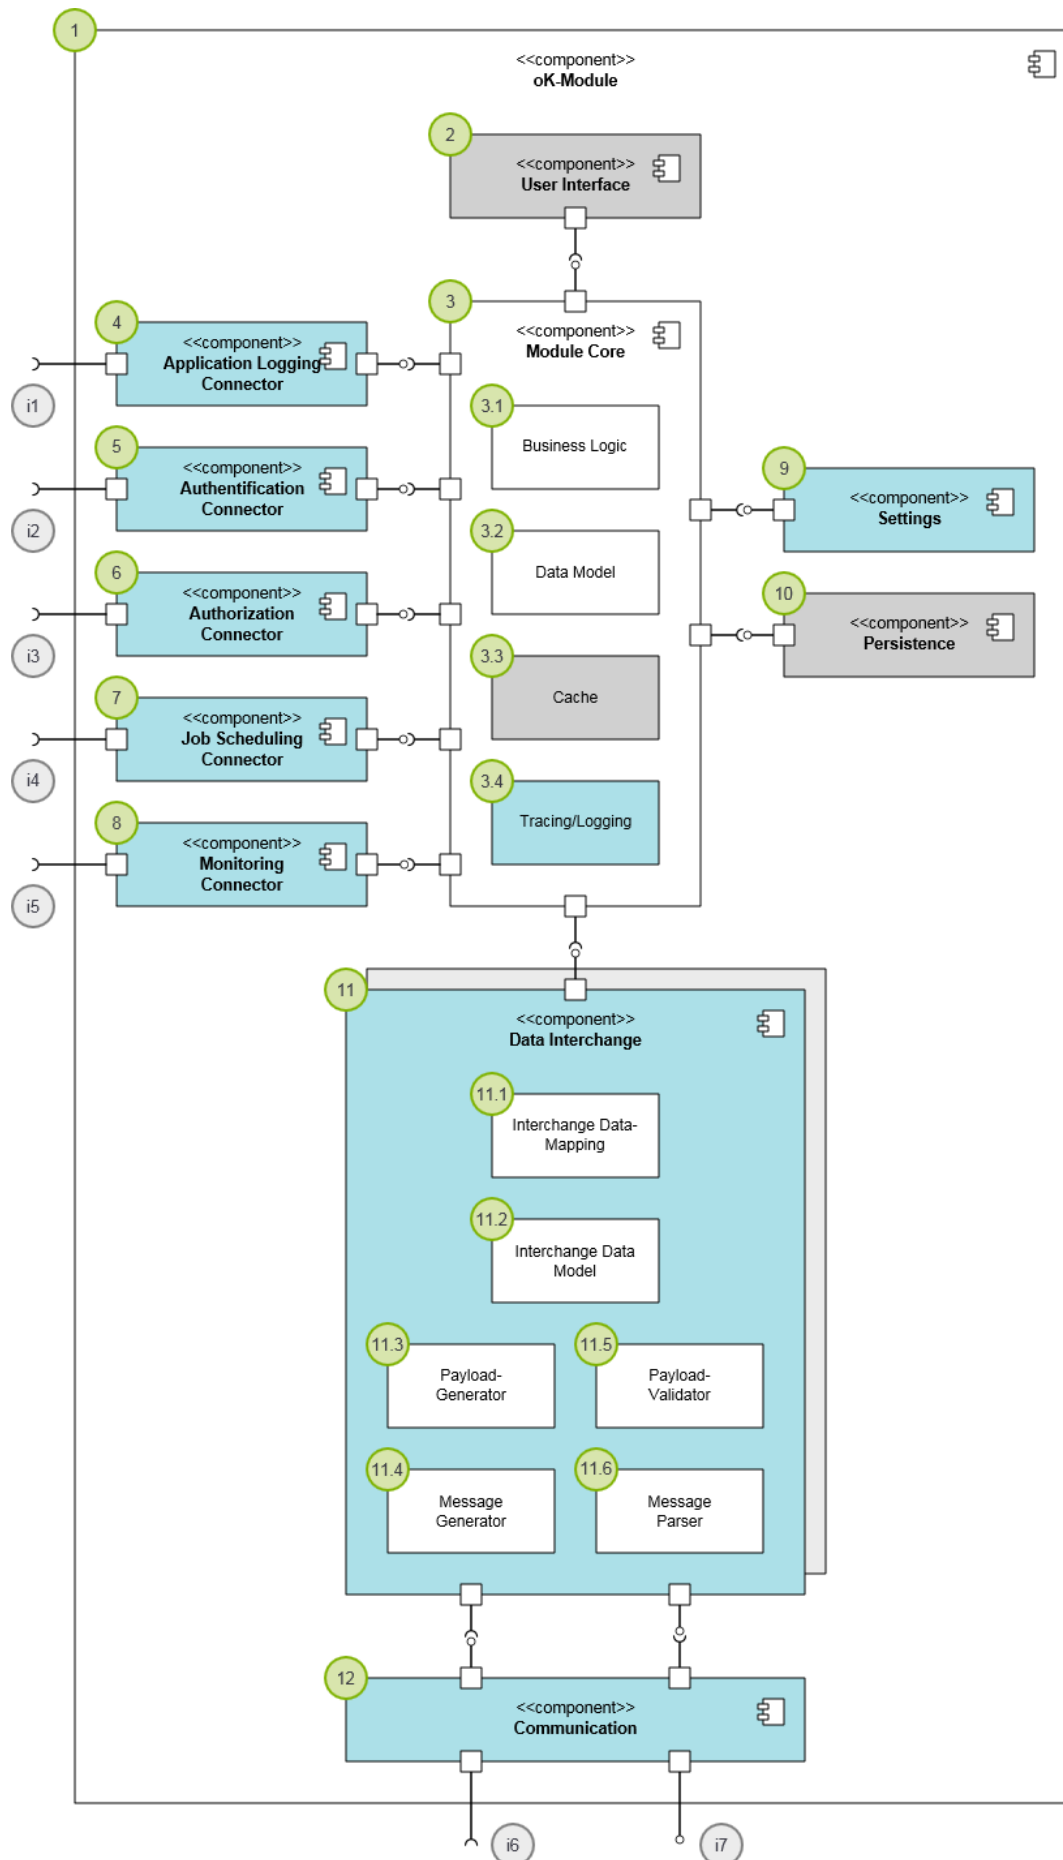 1
<<component>>
oK-Module
2
<<component>>
User Interface
3
<<component>>
Module Core
4
<<component>>
Application Logging
Connector
i1
3.1
Business Logic
5
<<component>>
Authentification
Connector
i2
9
<<component>>
Settings
3.2
Data Model
6
<<component>>
Authorization
Connector
i3
10
<<component>>
Persistence
3.3
Cache
7
<<component>>
Job Scheduling
Connector
i4
3.4
Tracing/Logging
8
<<component>>
Monitoring
Connector
i5
11
<<component>>
Data Interchange
11.1
Interchange Data-
Mapping
11.2
Interchange Data
Model
11.3
Payload-
Generator
11.5
Payload-
Validator
11.4
Message
Generator
11.6
Message
Parser
12
<<component>>
Communication
i6
i7